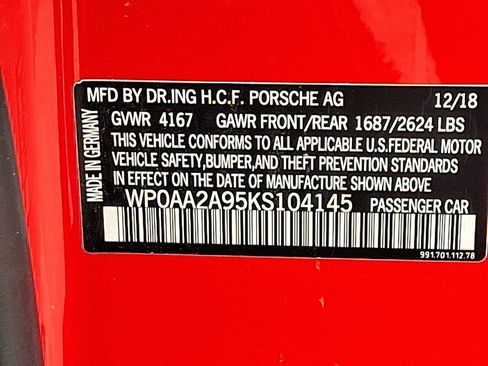 MFD BY DR.ING H.C.F. PORSCHE AG 12/18
GVWR 4167 GAWR FRONT/REAR 1687/2624 LBS
THIS VEHICLE CONFORMS TO ALL APPLICABLE U.S.FEDERAL MOTOR
VEHICLE SAFETY,BUMPER,AND THEFT PREVENTION STANDARDS
IN EFFECT ON THE DATE OF MANUFACTURE SHOWN ABOVE
WP0AA2A95KS104145 PASSENGER CAR
991.701.112.78
MADE IN GERMANY